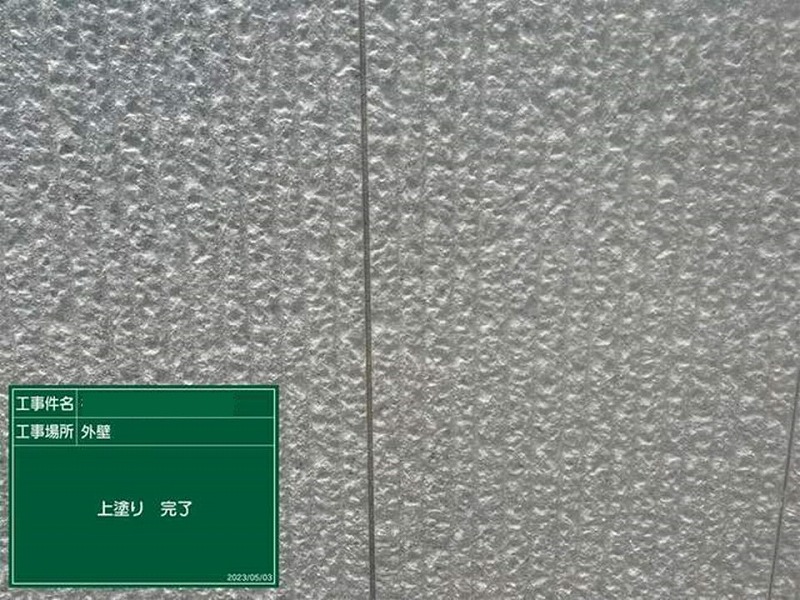 工事件名
工事場所 外壁
上塗り 完了
2023/05/03